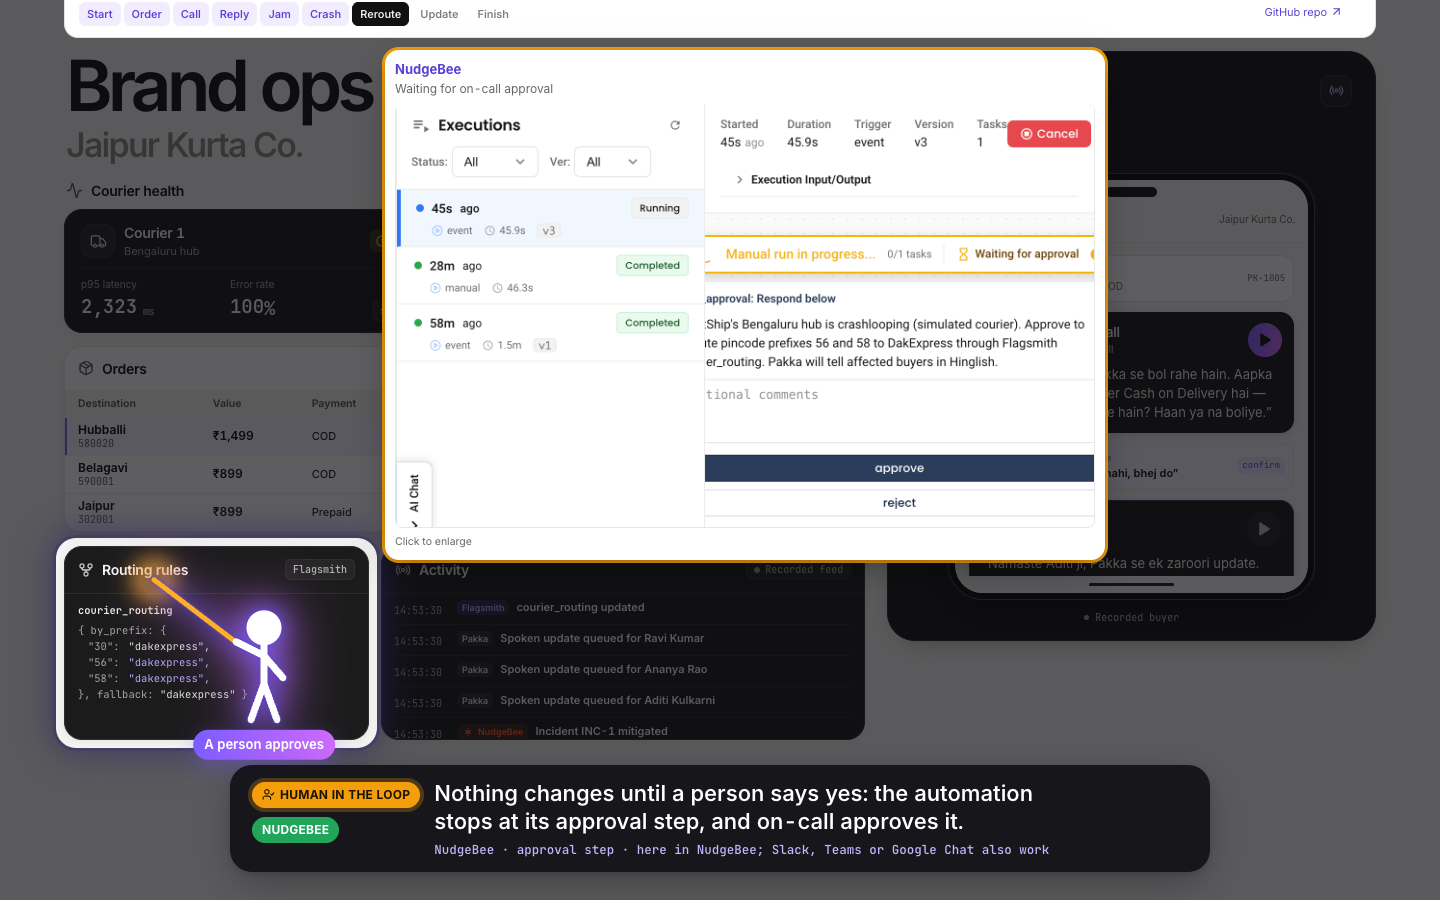 Start Order Call Reply Jam Crash Reroute Update Finish
GitHub repo
Brand ops
Jaipur Kurta Co.
Courier health
Courier 1
Bengaluru hub
p95 latency Error rate
2,323 ms 100%
Orders
Destination Value Payment
Hubballi ₹1,499 COD
580020
Belagavi ₹899 COD
590001
Jaipur ₹899 Prepaid
302001
NudgeBee
Waiting for on-call approval
Executions
Status: All Ver: All
45s ago Running
event 45.9s v3
28m ago Completed
manual 46.3s
58m ago Completed
event 1.5m v1
AI Chat
Started Duration Trigger Version Tasks
45s ago 45.9s event v3 1
Cancel
Execution Input/Output
Manual run in progress... 0/1 tasks Waiting for approval
approval: Respond below
Ship's Bengaluru hub is crashlooping (simulated courier). Approve to
te pincode prefixes 56 and 58 to DakExpress through Flagsmith
er_routing. Pakka will tell affected buyers in Hinglish.
tional comments
approve
reject
Click to enlarge
Jaipur Kurta Co.
PK-1005
OD
all
kka se bol rahe hain. Aapka
er Cash on Delivery hai —
e hain? Haan ya na boliye.”
nahi, bhej do” confirm
Namaste Aditi ji, Pakka se ek zaroori update.
Recorded buyer
Routing rules Flagsmith
courier_routing
{ by_prefix: {
"30": "dakexpress",
"56": "dakexpress",
"58": "dakexpress",
}, fallback: "dakexpress" }
A person approves
Activity Recorded feed
14:53:30 Flagsmith courier_routing updated
14:53:30 Pakka Spoken update queued for Ravi Kumar
14:53:30 Pakka Spoken update queued for Ananya Rao
14:53:30 Pakka Spoken update queued for Aditi Kulkarni
14:53:30 NudgeBee Incident INC-1 mitigated
HUMAN IN THE LOOP
NUDGEBEE
Nothing changes until a person says yes: the automation
stops at its approval step, and on-call approves it.
NudgeBee · approval step · here in NudgeBee; Slack, Teams or Google Chat also work